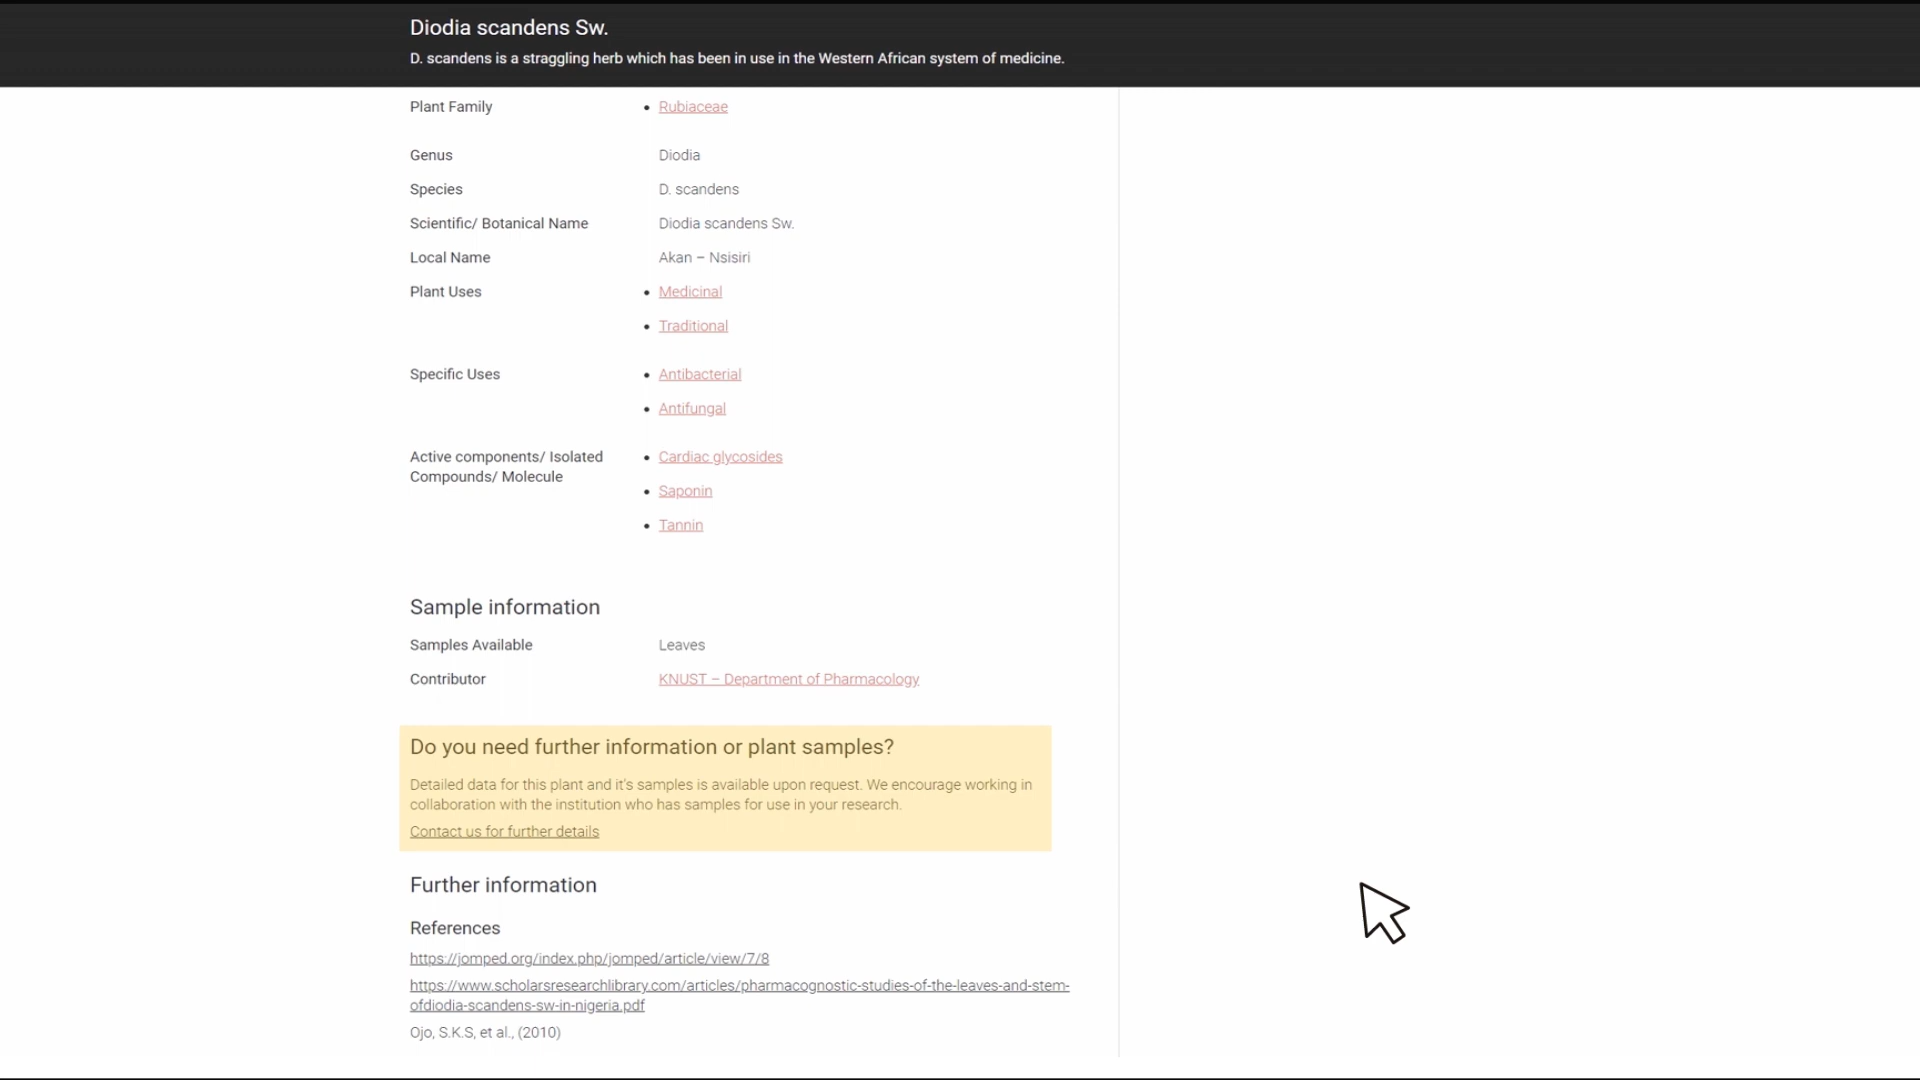 Diodia scandens Sw.
D. scandens is a straggling herb which has been in use in the Western African system of medicine.
Plant Family
Rubiaceae
Genus
Diodia
Species
D. scandens
Scientific/ Botanical Name
Diodia scandens Sw.
Local Name
Akan – Nsisiri
Plant Uses
Medicinal
Traditional
Specific Uses
Antibacterial
Antifungal
Active components/ Isolated
Compounds/ Molecule
Cardiac glycosides
Saponin
Tannin
Sample information
Samples Available
Leaves
Contributor
KNUST – Department of Pharmacology
Do you need further information or plant samples?
Detailed data for this plant and it's samples is available upon request. We encourage working in
collaboration with the institution who has samples for use in your research.
Contact us for further details
Further information
References
https://jomped.org/index.php/jomped/article/view/7/8
https://www.scholarsresearchlibrary.com/articles/pharmacognostic-studies-of-the-leaves-and-stem-
ofdiodia-scandens-sw-in-nigeria.pdf
Ojo, S.K.S, et al., (2010)